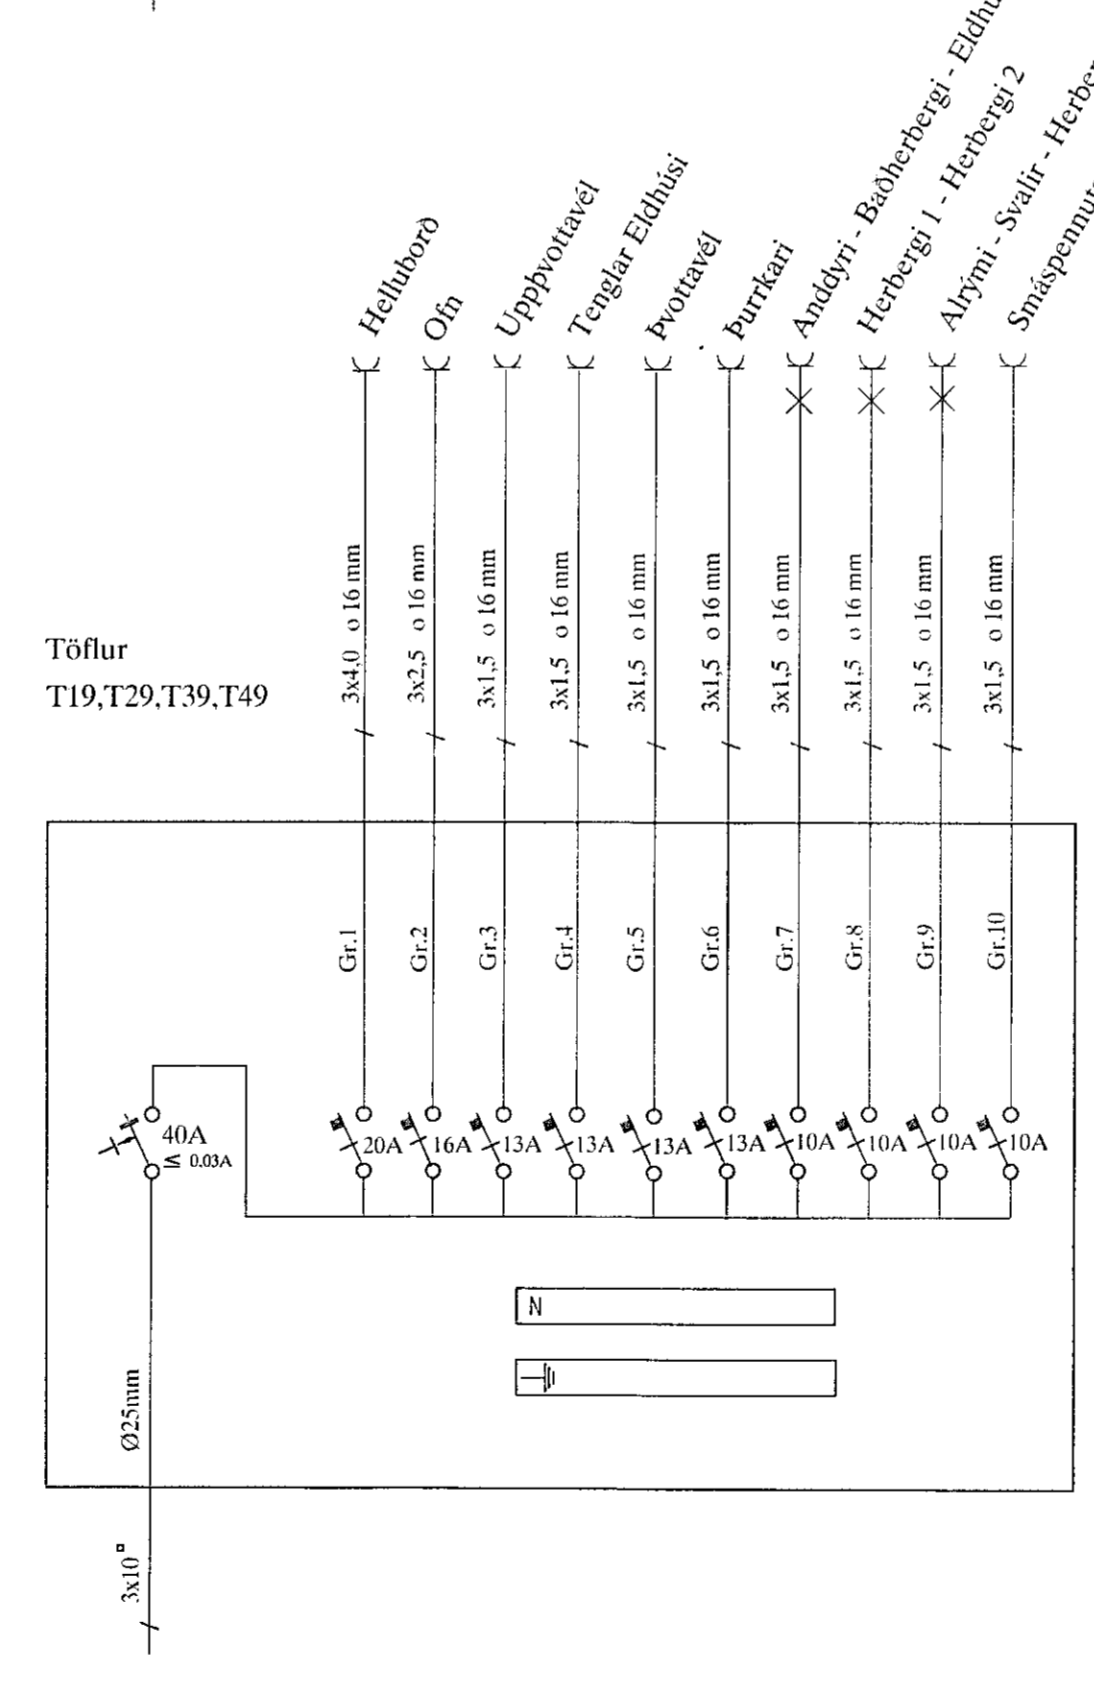 Helluborð
Ofn
Uppþvottavél
Tenglar Eldhúsi
Þvottavél
Þurrkari
Anddyri - Baðherbergi -
Herbergi 1 - Herbergi 2
Alrými - Svalir -
Töflur
T19,T29,T39,T49
3x4,0 o 16 mm
3x2,5 o 16 mm
3x1,5 o 16 mm
3x1,5 o 16 mm
3x1,5 o 16 mm
3x1,5 o 16 mm
3x1,5 o 16 mm
3x1,5 o 16 mm
3x1,5 o 16 mm
3x1,5 o 16 mm
Gr.1
Gr.2
Gr.3
Gr.4
Gr.5
Gr.6
Gr.7
Gr.8
Gr.9
Gr.10
40A
≤ 0.03A
20A
16A
13A
13A
13A
13A
10A
10A
10A
10A
N
Ø25mm
3x10▫